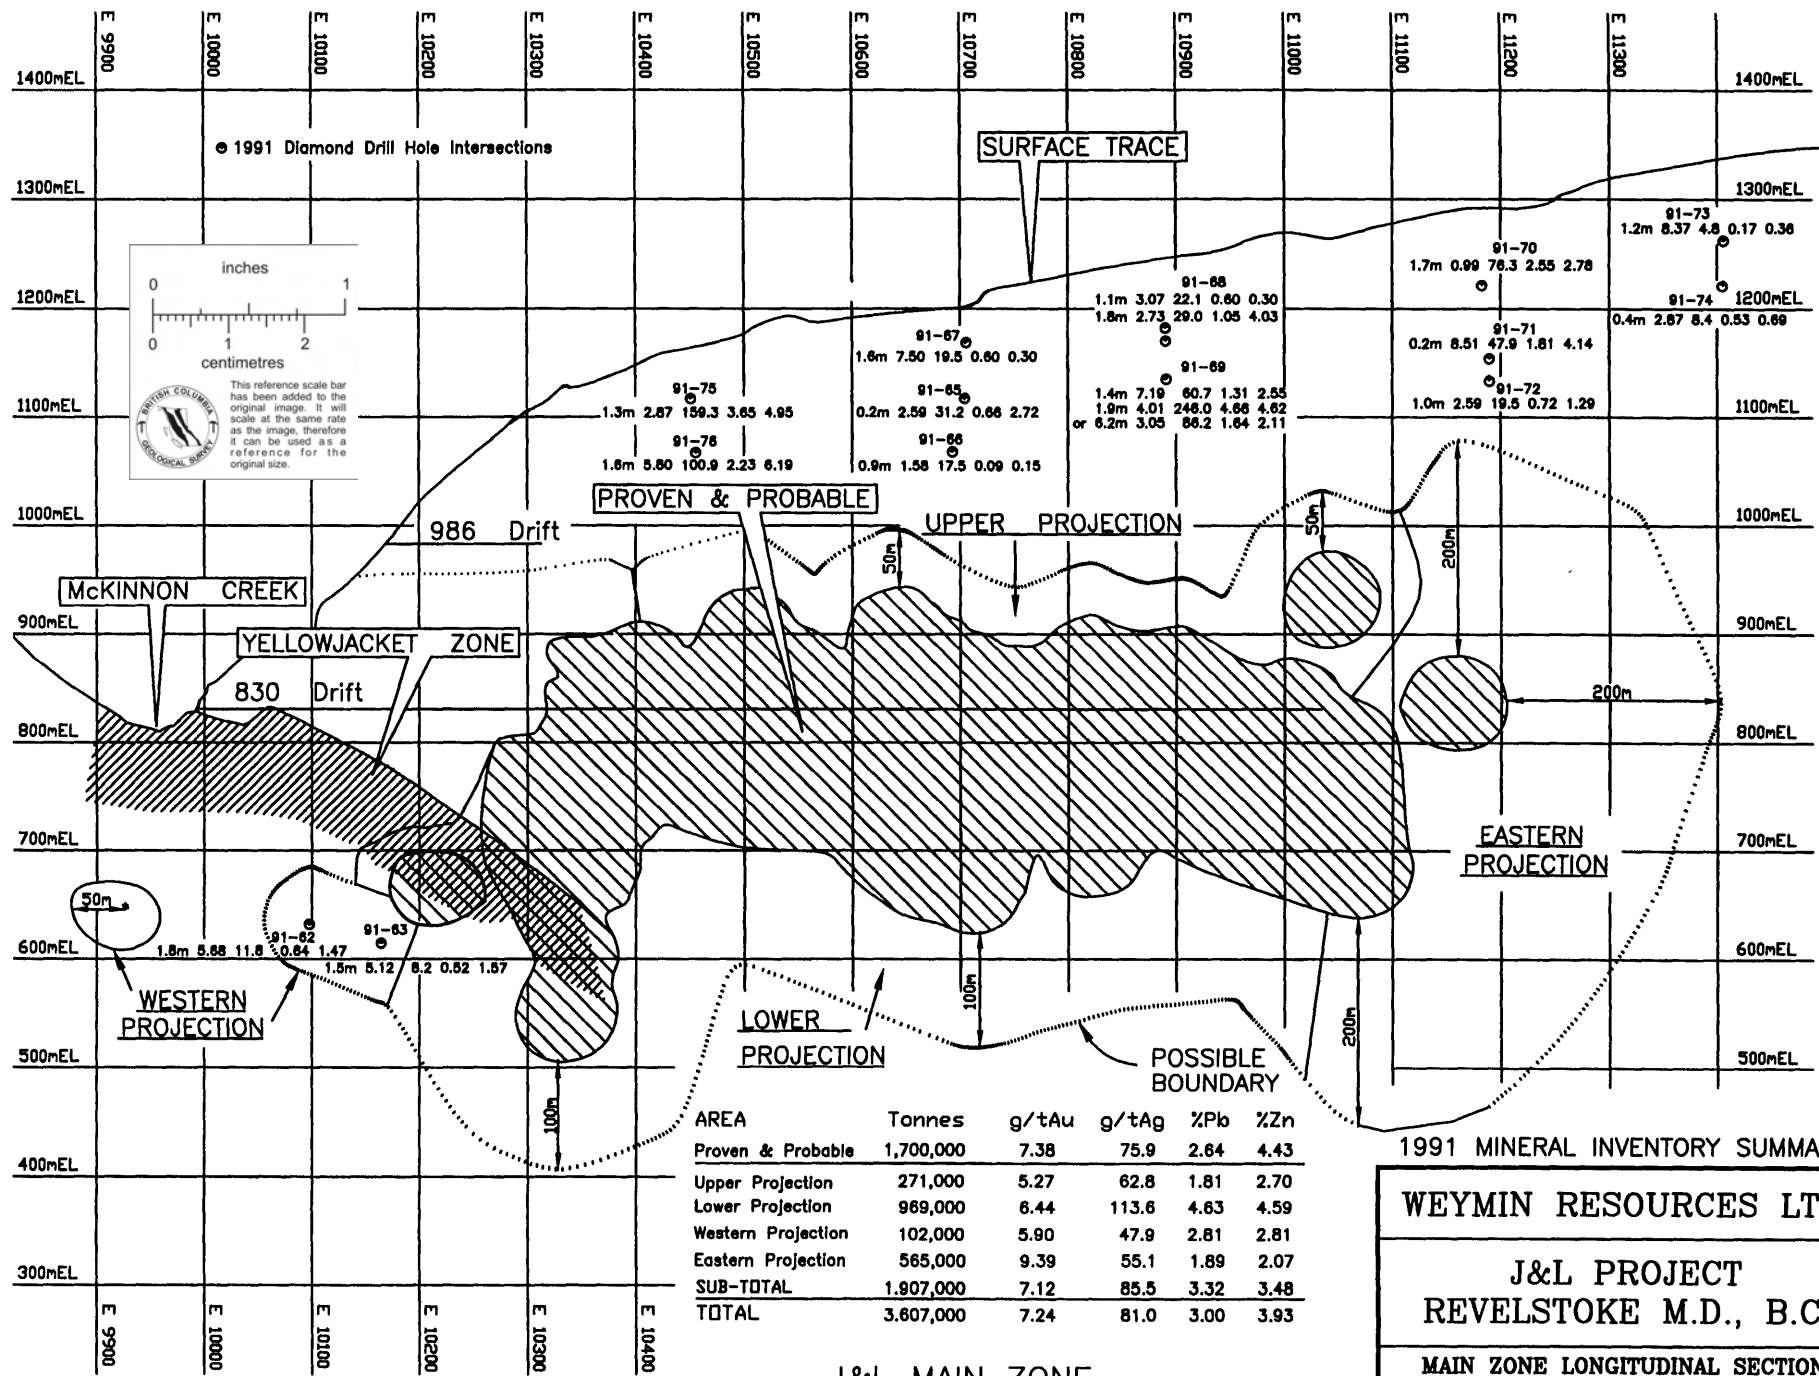 E 9900
E 10000
E 10100
E 10200
E 10300
E 10400
E 10500
E 10600
E 10700
E 10800
E 10900
E 11000
E 11100
E 11200
E 11300
1400mEL 1400mEL
1991 Diamond Drill Hole Intersections
SURFACE TRACE
1300mEL 1300mEL
91-73
1.2m 8.37 4.8 0.17 0.36
91-70
1.7m 0.99 76.3 2.55 2.78
91-68
1.1m 3.07 22.1 0.60 0.30
1.8m 2.73 29.0 1.05 4.03
1200mEL 91-74 1200mEL
0.4m 2.87 8.4 0.53 0.69
inches
0 1
0 1 2
centimetres
This reference scale bar
has been added to the
original image. It will
scale at the same rate
as the image, therefore
it can be used as a
reference for the
original size.
BRITISH COLUMBIA
GEOLOGICAL SURVEY
91-67
1.6m 7.50 19.5 0.60 0.30
91-71
0.2m 8.51 47.9 1.81 4.14
91-69
1.4m 7.19 60.7 1.31 2.55
1.9m 4.01 246.0 4.66 4.62
or 6.2m 3.05 86.2 1.64 2.11
91-75
1.3m 2.87 159.3 3.65 4.95
91-65
0.2m 2.59 31.2 0.66 2.72
91-72
1.0m 2.59 19.5 0.72 1.29
1100mEL 1100mEL
91-76
1.6m 5.80 100.9 2.23 6.19
91-66
0.9m 1.58 17.5 0.09 0.15
PROVEN & PROBABLE
1000mEL 1000mEL
986 Drift
UPPER PROJECTION
50m
50m
200m
McKINNON CREEK
900mEL 900mEL
YELLOWJACKET ZONE
830 Drift
200m
800mEL 800mEL
700mEL 700mEL
EASTERN
PROJECTION
50m
91-62
1.8m 5.68 11.8 0.64 1.47
91-63
1.5m 5.12 8.2 0.52 1.57
600mEL 600mEL
WESTERN
PROJECTION
LOWER
PROJECTION
100m
200m
POSSIBLE
BOUNDARY
500mEL 500mEL
100m
AREA Tonnes g/tAu g/tAg %Pb %Zn
Proven & Probable 1,700,000 7.38 75.9 2.64 4.43
Upper Projection 271,000 5.27 62.8 1.81 2.70
Lower Projection 969,000 6.44 113.6 4.63 4.59
Western Projection 102,000 5.90 47.9 2.81 2.81
Eastern Projection 565,000 9.39 55.1 1.89 2.07
SUB-TOTAL 1.907,000 7.12 85.5 3.32 3.48
TOTAL 3.607,000 7.24 81.0 3.00 3.93
400mEL
300mEL
1991 MINERAL INVENTORY SUMMA
WEYMIN RESOURCES LT
J&L PROJECT
REVELSTOKE M.D., B.C
MAIN ZONE LONGITUDINAL SECTION
E 9900
E 10000
E 10100
E 10200
E 10300
E 10400
J&L MAIN ZONE